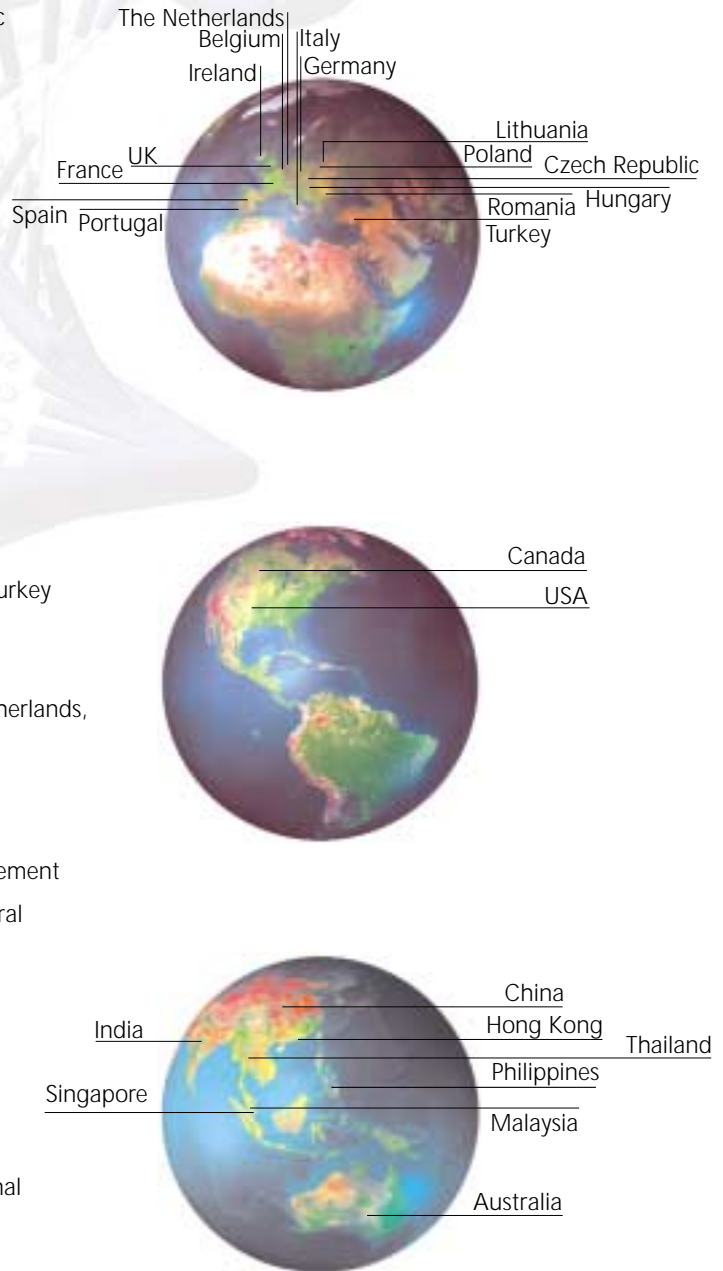 c
The Netherlands
Belgium
Italy
Ireland
Germany
Lithuania
UK
Poland
Czech Republic
France
Spain
Portugal
Romania
Hungary
Turkey
Canada
urkey
USA
herlands,
ement
ral
China
India
Hong Kong
Thailand
Philippines
Singapore
Malaysia
nal
Australia